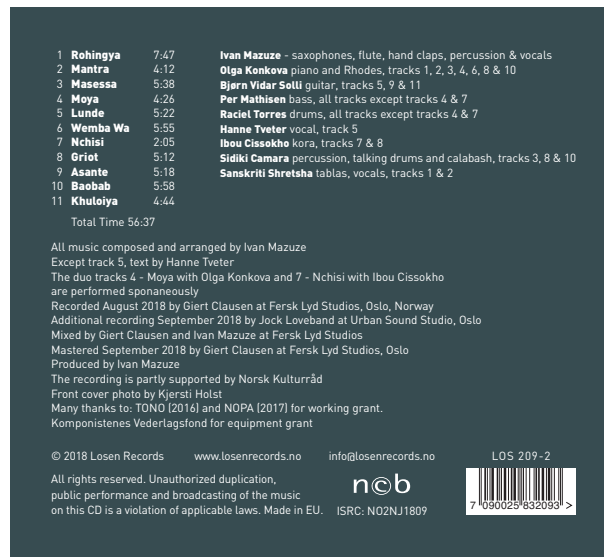 1 Rohingya 7:47
2 Mantra 4:12
3 Masessa 5:38
4 Moya 4:26
5 Lunde 5:22
6 Wemba Wa 5:55
7 Nchisi 2:05
8 Griot 5:12
9 Asante 5:18
10 Baobab 5:58
11 Khuloiya 4:44
Total Time 56:37
Ivan Mazuze - saxophones, flute, hand claps, percussion & vocals
Olga Konkova piano and Rhodes, tracks 1, 2, 3, 4, 6, 8 & 10
Bjørn Vidar Solli guitar, tracks 5, 9 & 11
Per Mathisen bass, all tracks except tracks 4 & 7
Raciel Torres drums, all tracks except tracks 4 & 7
Hanne Tveter vocal, track 5
Ibou Cissokho kora, tracks 7 & 8
Sidiki Camara percussion, talking drums and calabash, tracks 3, 8 & 10
Sanskriti Shretsha tablas, vocals, tracks 1 & 2
All music composed and arranged by Ivan Mazuze
Except track 5, text by Hanne Tveter
The duo tracks 4 - Moya with Olga Konkova and 7 - Nchisi with Ibou Cissokho
are performed sponaneously
Recorded August 2018 by Giert Clausen at Fersk Lyd Studios, Oslo, Norway
Additional recording September 2018 by Jock Loveband at Urban Sound Studio, Oslo
Mixed by Giert Clausen and Ivan Mazuze at Fersk Lyd Studios
Mastered September 2018 by Giert Clausen at Fersk Lyd Studios, Oslo
Produced by Ivan Mazuze
The recording is partly supported by Norsk Kulturråd
Front cover photo by Kjersti Holst
Many thanks to: TONO (2016) and NOPA (2017) for working grant.
Komponistenes Vederlagsfond for equipment grant
© 2018 Losen Records www.losenrecords.no info@losenrecords.no LOS 209-2
All rights reserved. Unauthorized duplication,
public performance and broadcasting of the music
on this CD is a violation of applicable laws. Made in EU.
n©b
ISRC: NO2NJ1809
7 090025 832093 >